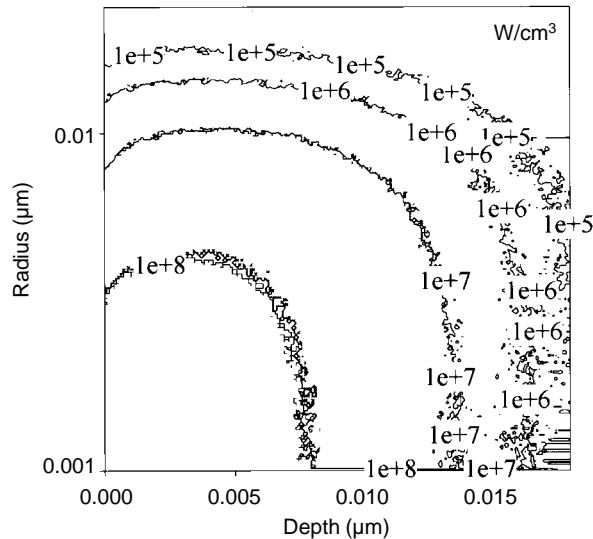 W/cm³
1e+5 1e+5 1e+5
1e+6 1e+5
0.01 1e+6 1e+5
1e+6
1e+6
1e+5
Radius (μm)
1e+8 1e+7
1e+6
1e+6
1e+7
1e+6
1e+7
0.001 1e+8 1e+7
0.000 0.005 0.010 0.015
Depth (μm)